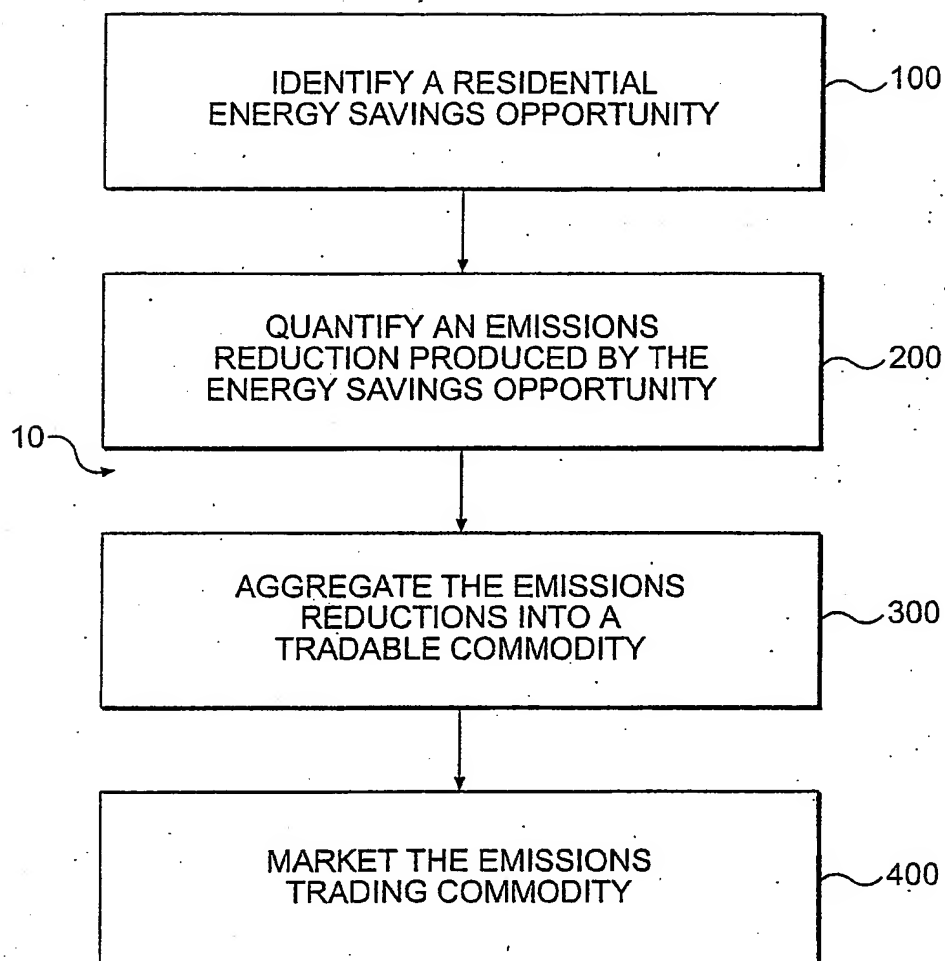 IDENTIFY A RESIDENTIAL
ENERGY SAVINGS OPPORTUNITY
100
QUANTIFY AN EMISSIONS
REDUCTION PRODUCED BY THE
ENERGY SAVINGS OPPORTUNITY
200
10
AGGREGATE THE EMISSIONS
REDUCTIONS INTO A
TRADABLE COMMODITY
300
MARKET THE EMISSIONS
TRADING COMMODITY
400